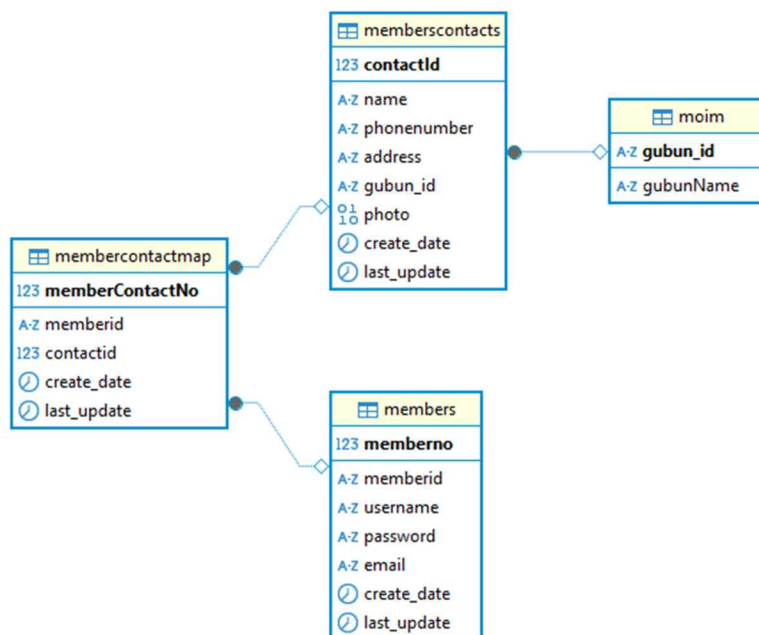 memberscontacts
123 contactId
A-Z name
A-Z phonenumber
A-Z address
A-Z gubun_id
01 10 photo
create_date
last_update
moim
A-Z gubun_id
A-Z gubunName
membercontactmap
123 memberContactNo
A-Z memberid
123 contactid
create_date
last_update
members
123 memberno
A-Z memberid
A-Z username
A-Z password
A-Z email
create_date
last_update